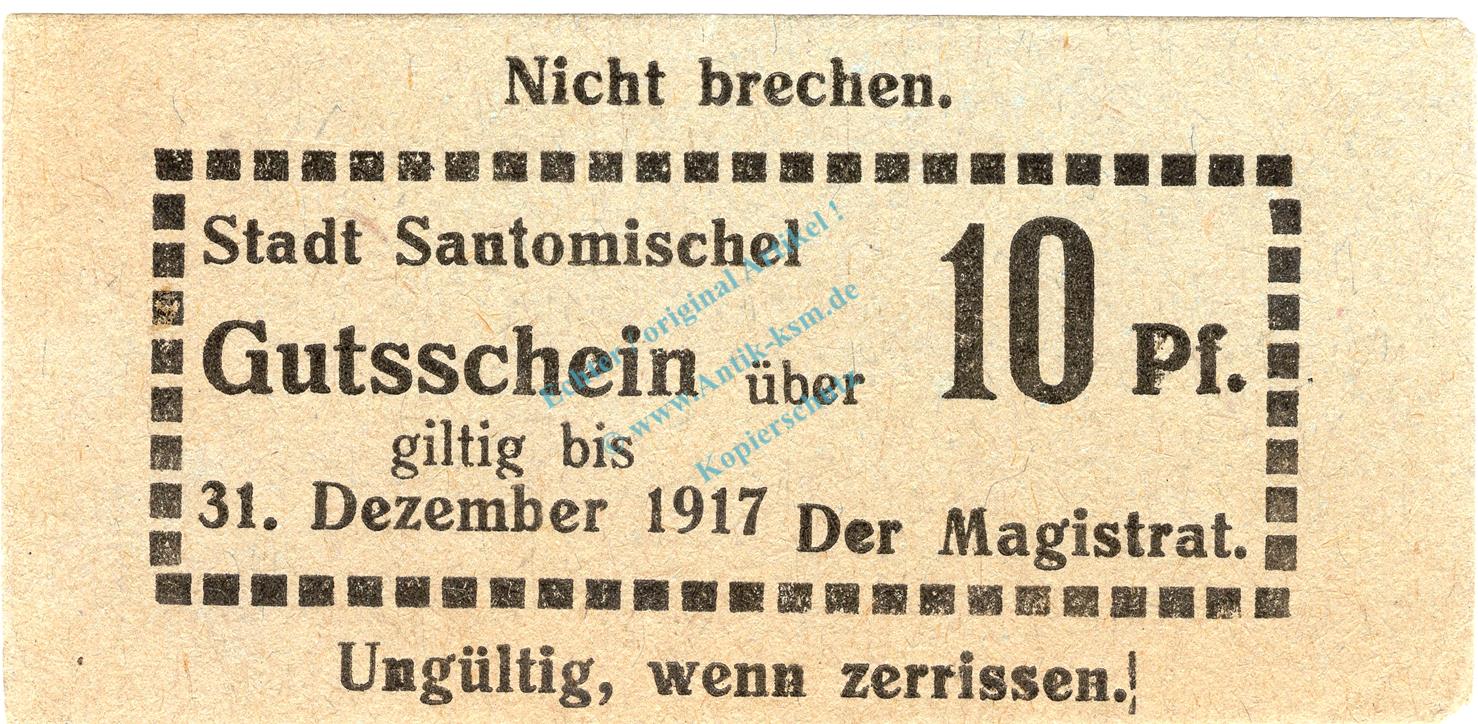 Nicht brechen.
Stadt Santomischel
Gutsschein über 10 Pf.
giltig bis
31. Dezember 1917 Der Magistrat.
Ungültig, wenn zerrissen.
Echter / original Artikel !
© www.Antik-ksm.de
Kopierschutz